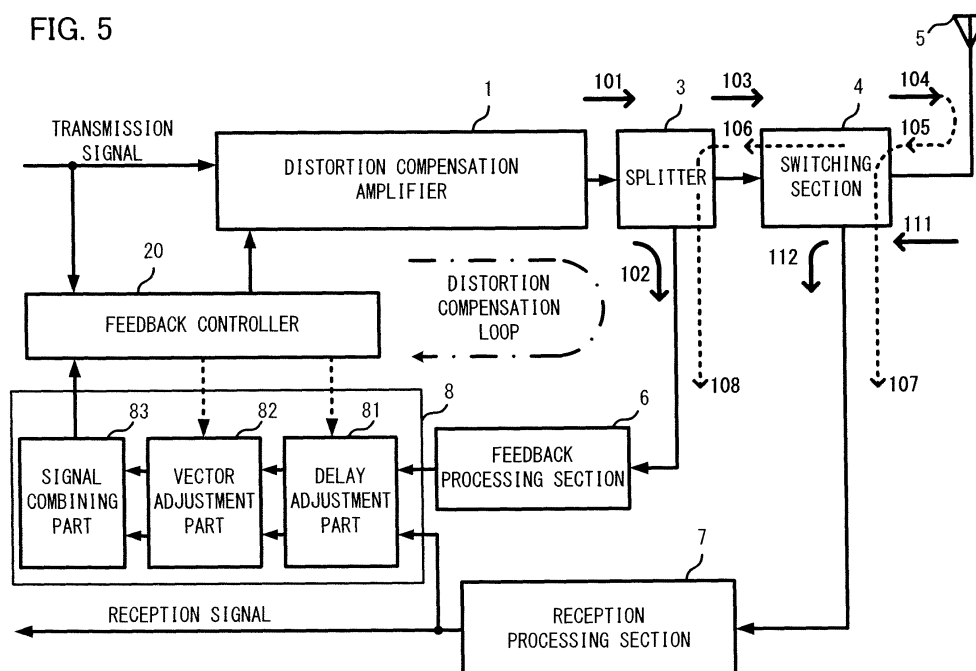 FIG. 5
5
101
1
3
103
4
104
TRANSMISSION
SIGNAL
DISTORTION COMPENSATION
AMPLIFIER
SPLITTER
106
105
SWITCHING
SECTION
20
102
112
111
FEEDBACK CONTROLLER
DISTORTION
COMPENSATION
LOOP
108
107
83
82
81
8
6
SIGNAL
COMBINING
PART
VECTOR
ADJUSTMENT
PART
DELAY
ADJUSTMENT
PART
FEEDBACK
PROCESSING SECTION
7
RECEPTION SIGNAL
RECEPTION
PROCESSING SECTION